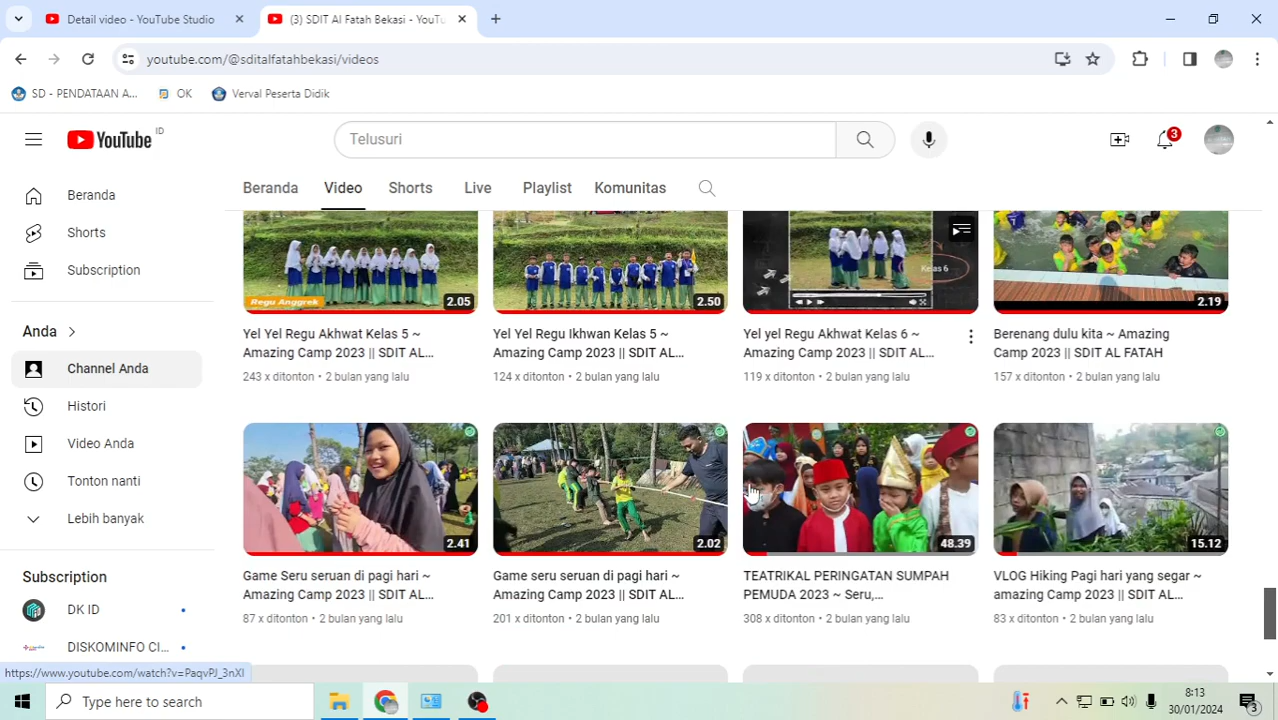 Detail video - YouTube Studio
(3) SDIT Al Fatah Bekasi - YouTu
youtube.com/@sditalfatahbekasi/videos
SD - PENDATAAN A...
OK
Verval Peserta Didik
YouTube ID
Telusuri
3
Beranda
Shorts
Subscription
Anda
Channel Anda
Histori
Video Anda
Tonton nanti
Lebih banyak
Subscription
DK ID
DISKOMINFO CI...
Beranda Video Shorts Live Playlist Komunitas
Regu Anggrek
2.05
2.50
Kelas 6
2.19
Yel Yel Regu Akhwat Kelas 5 ~
Amazing Camp 2023 || SDIT AL...
243 x ditonton • 2 bulan yang lalu
Yel Yel Regu Ikhwan Kelas 5 ~
Amazing Camp 2023 || SDIT AL...
124 x ditonton • 2 bulan yang lalu
Yel yel Regu Akhwat Kelas 6 ~
Amazing Camp 2023 || SDIT AL...
119 x ditonton • 2 bulan yang lalu
Berenang dulu kita ~ Amazing
Camp 2023 || SDIT AL FATAH
157 x ditonton • 2 bulan yang lalu
2.41
2.02
48.39
15.12
Game Seru seruan di pagi hari ~
Amazing Camp 2023 || SDIT AL...
87 x ditonton • 2 bulan yang lalu
Game seru seruan di pagi hari ~
Amazing Camp 2023 || SDIT AL...
201 x ditonton • 2 bulan yang lalu
TEATRIKAL PERINGATAN SUMPAH
PEMUDA 2023 ~ Seru,...
308 x ditonton • 2 bulan yang lalu
VLOG Hiking Pagi hari yang segar ~
amazing Camp 2023 || SDIT AL...
83 x ditonton • 2 bulan yang lalu
https://www.youtube.com/watch?v=PaqvPJ_3nXI
Type here to search
8:13
30/01/2024
3